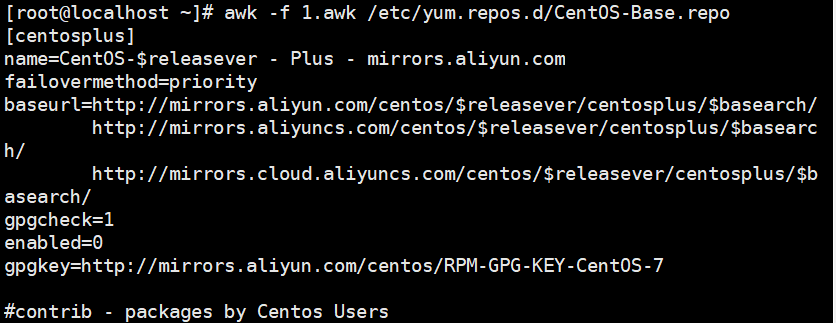 [root@localhost ~]# awk -f 1.awk /etc/yum.repos.d/CentOS-Base.repo
[centosplus]
name=CentOS-$releasever - Plus - mirrors.aliyun.com
failovermethod=priority
baseurl=http://mirrors.aliyun.com/centos/$releasever/centosplus/$basearch/
        http://mirrors.aliyuncs.com/centos/$releasever/centosplus/$basearc
h/
        http://mirrors.cloud.aliyuncs.com/centos/$releasever/centosplus/$b
asearch/
gpgcheck=1
enabled=0
gpgkey=http://mirrors.aliyun.com/centos/RPM-GPG-KEY-CentOS-7

#contrib - packages by Centos Users